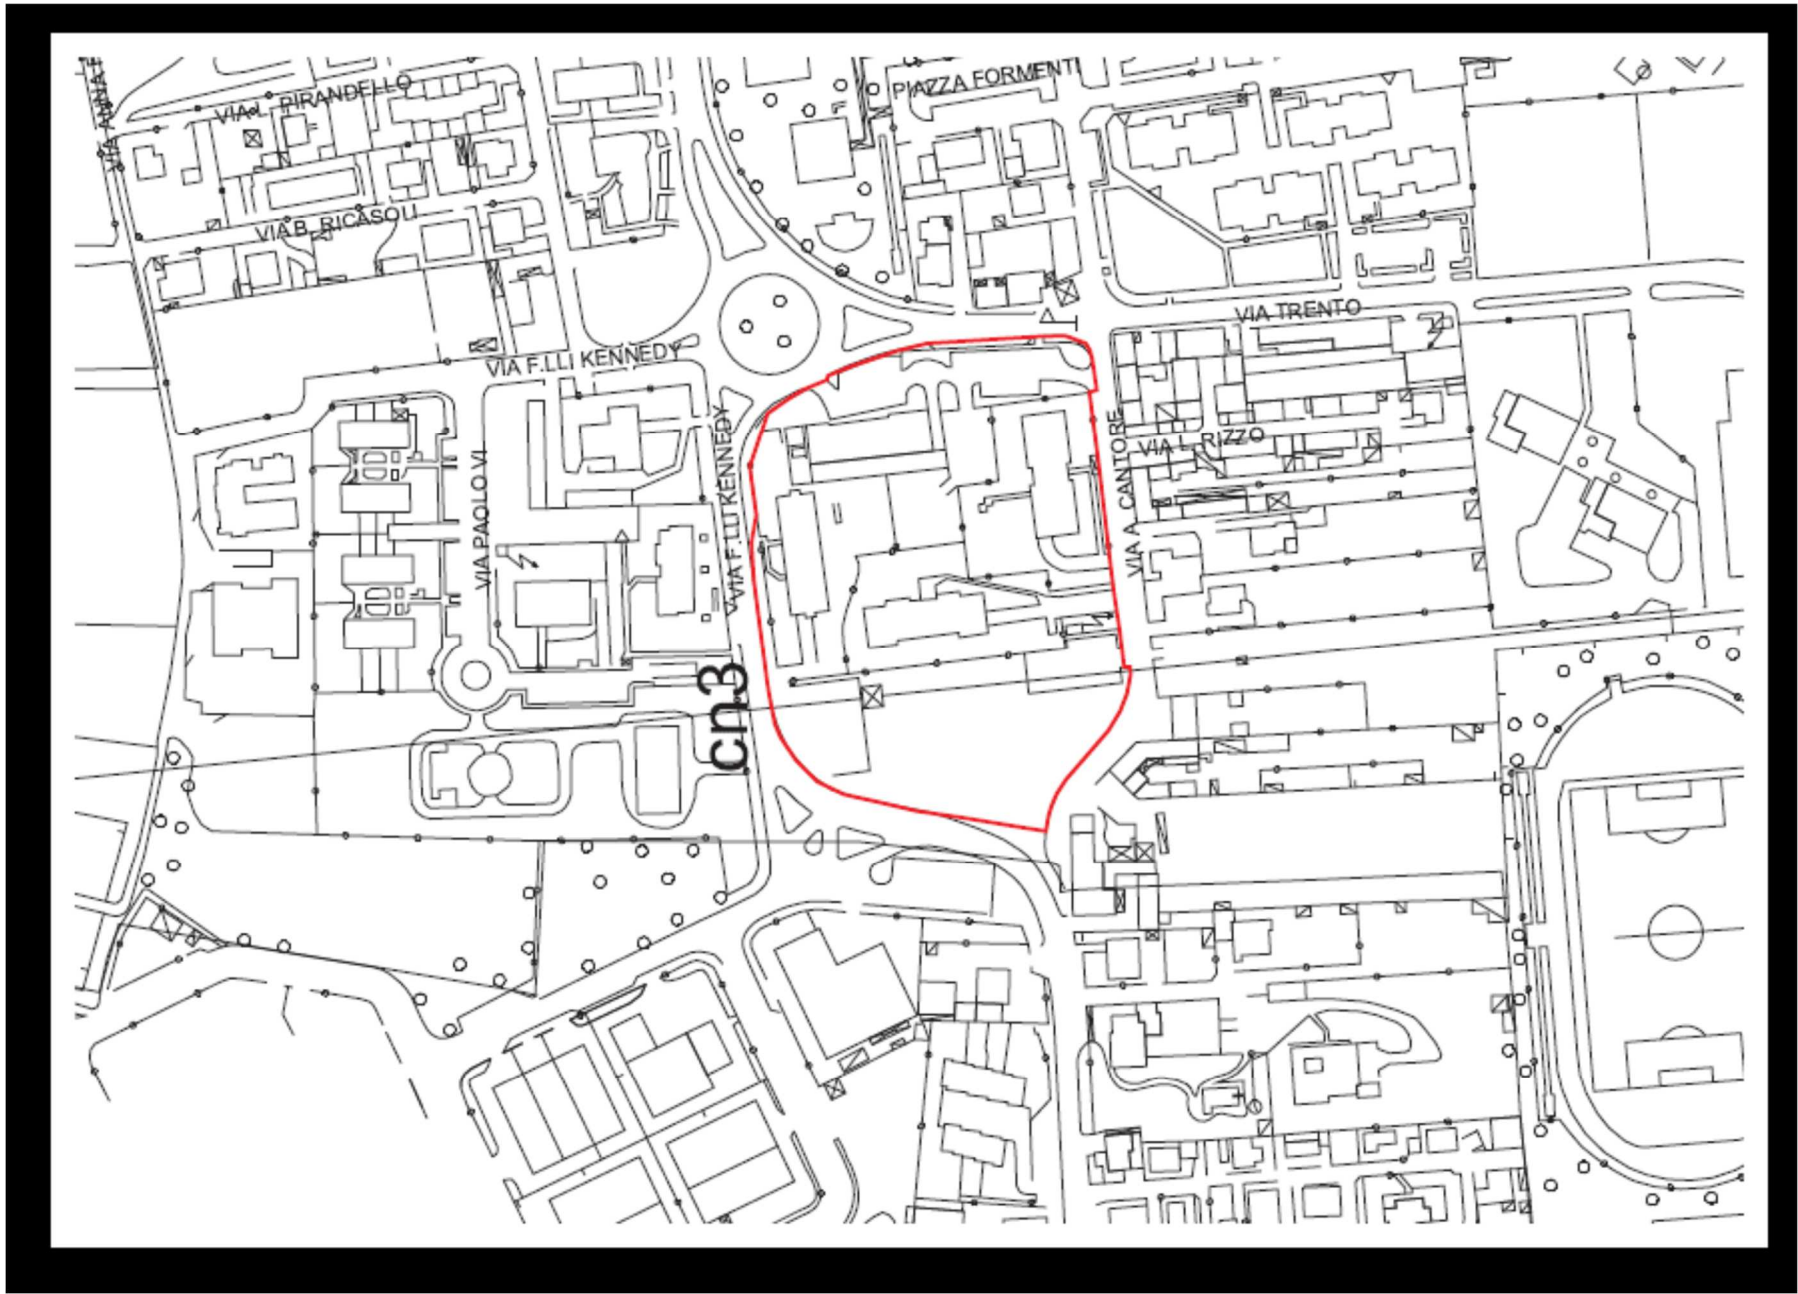 PIAZZA FORMENTI
VIA L. PIRANDELLO
VIA B. RICASOLI
VIA TRENTO
VIA F.LLI KENNEDY
VIA F.LLI KENNEDY
VIA A. CANTORE
VIA L. RIZZO
VIA PAOLO VI
cn3